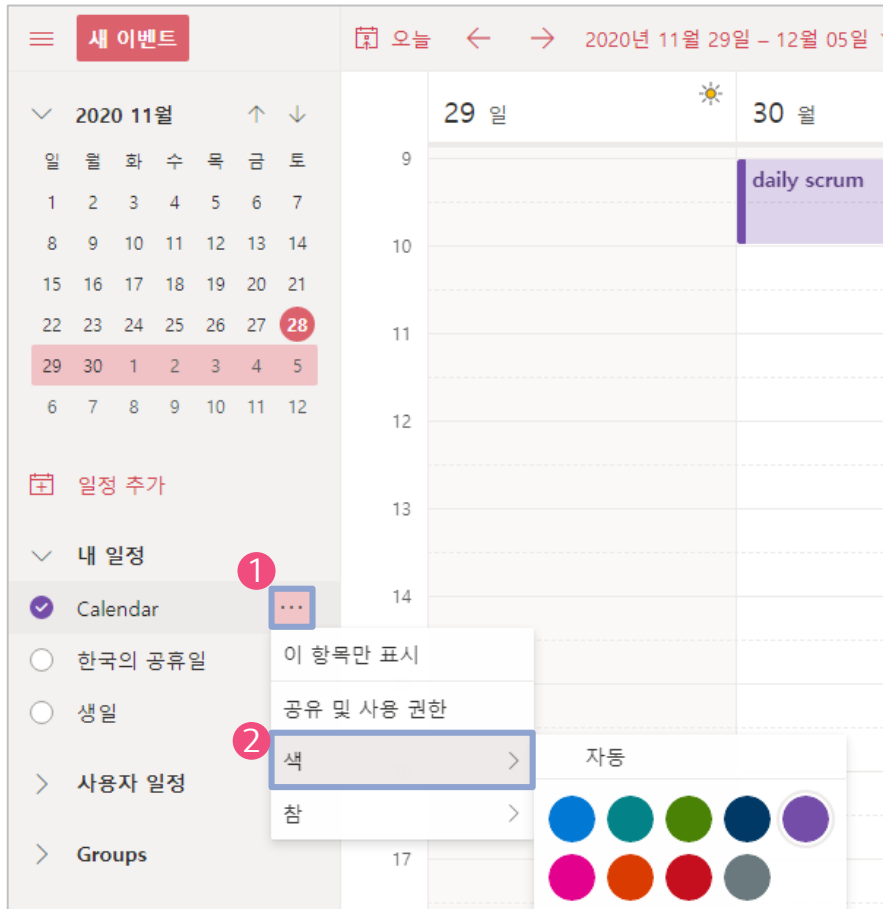 새 이벤트
오늘
2020년 11월 29일 – 12월 05일
2020 11월
일 월 화 수 목 금 토
1 2 3 4 5 6 7
8 9 10 11 12 13 14
15 16 17 18 19 20 21
22 23 24 25 26 27 28
29 30 1 2 3 4 5
6 7 8 9 10 11 12
일정 추가
내 일정
1
Calendar
...
한국의 공휴일
생일
사용자 일정
Groups
29 일
30 월
daily scrum
9
10
11
12
13
14
17
이 항목만 표시
공유 및 사용 권한
2
색
참
자동